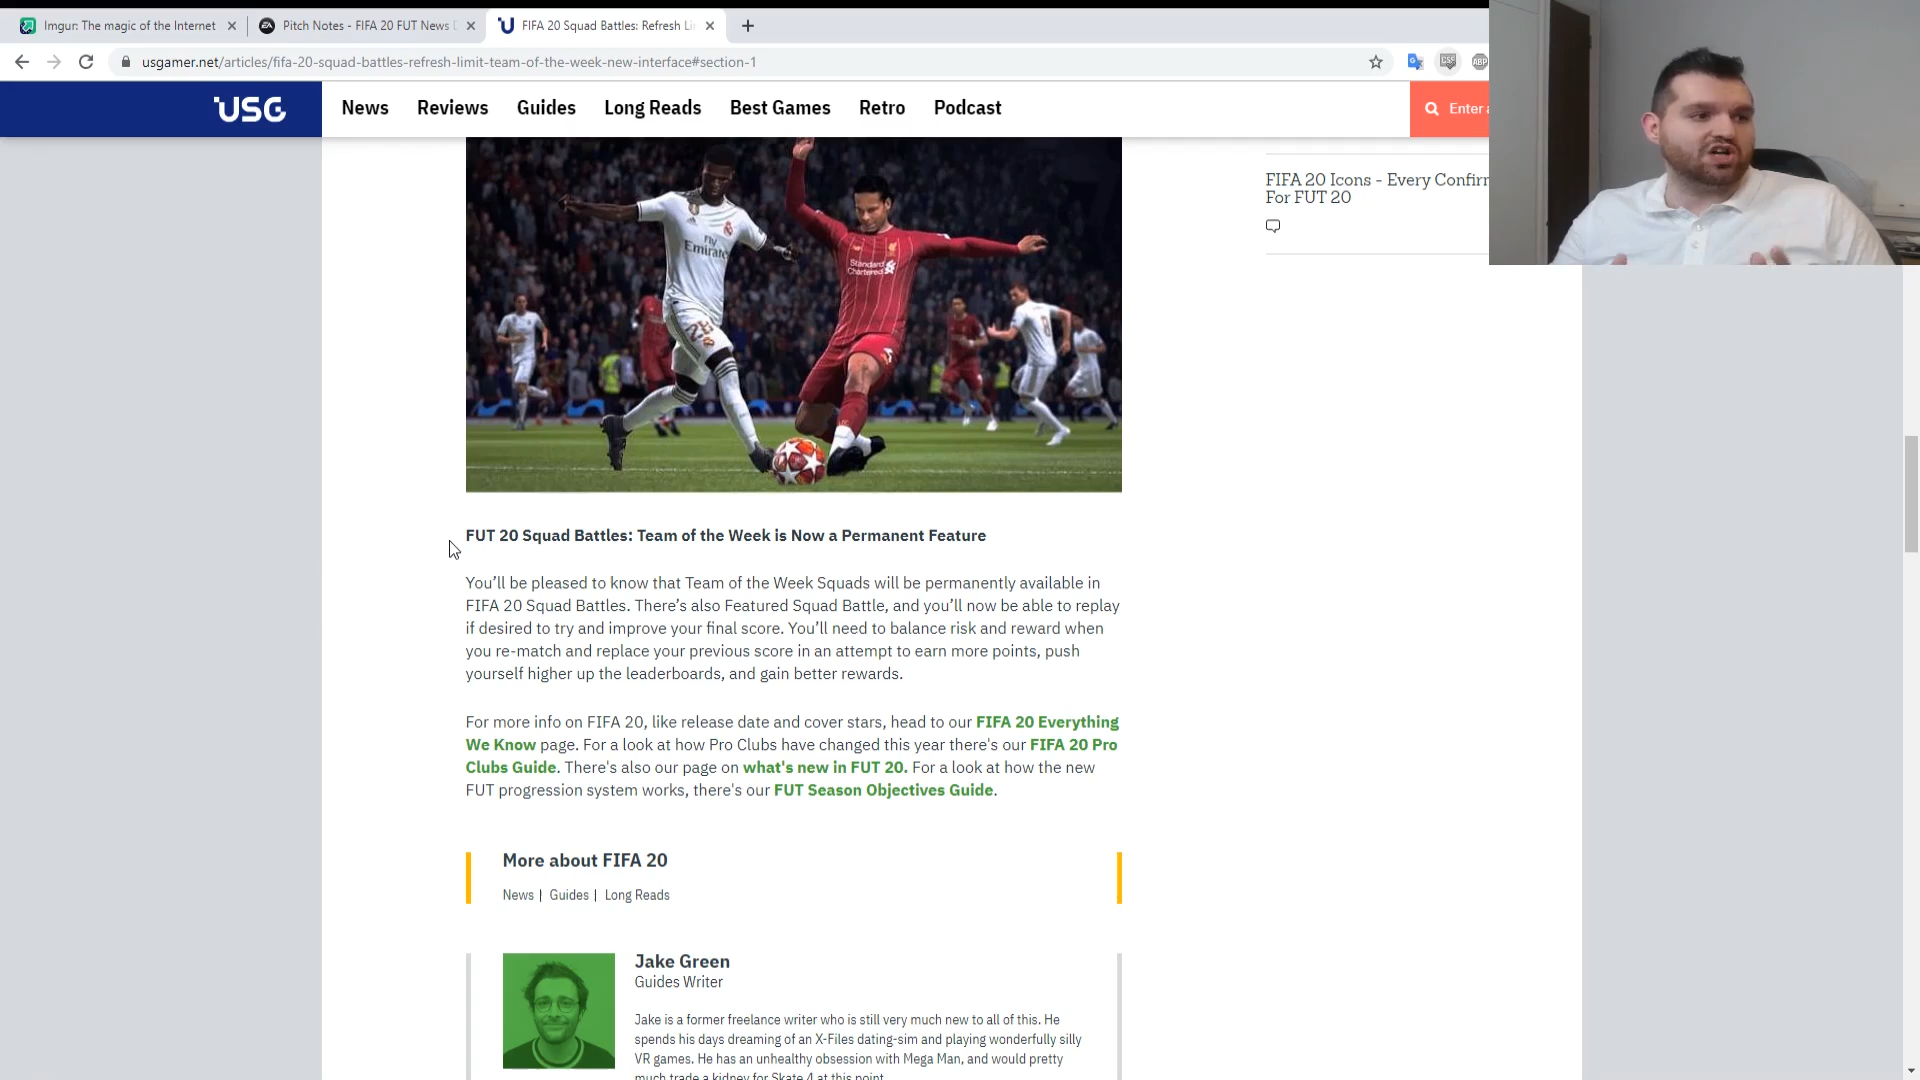 Imgur: The magic of the Internet
Pitch Notes - FIFA 20 FUT News
FIFA 20 Squad Battles: Refresh
usgamer.net/articles/fifa-20-squad-battles-refresh-limit-team-of-the-week-new-interface#section-1
USG
News
Reviews
Guides
Long Reads
Best Games
Retro
Podcast
Enter
FIFA 20 Icons - Every
For FUT 20
Fly
Emirates
Standard
Chartered
28
8
FUT 20 Squad Battles: Team of the Week is Now a Permanent Feature
You'll be pleased to know that Team of the Week Squads will be permanently available in
FIFA 20 Squad Battles. There's also Featured Squad Battle, and you'll now be able to replay
if desired to try and improve your final score. You'll need to balance risk and reward when
you re-match and replace your previous score in an attempt to earn more points, push
yourself higher up the leaderboards, and gain better rewards.
For more info on FIFA 20, like release date and cover stars, head to our FIFA 20 Everything
We Know page. For a look at how Pro Clubs have changed this year there's our FIFA 20 Pro
Clubs Guide. There's also our page on what's new in FUT 20. For a look at how the new
FUT progression system works, there's our FUT Season Objectives Guide.
More about FIFA 20
News | Guides | Long Reads
Jake Green
Guides Writer
Jake is a former freelance writer who is still very much new to all of this. He
spends his days dreaming of an X-Files dating-sim and playing wonderfully silly
VR games. He has an unhealthy obsession with Mega Man, and would pretty
much trade a kidney for Skate 4 at this point.